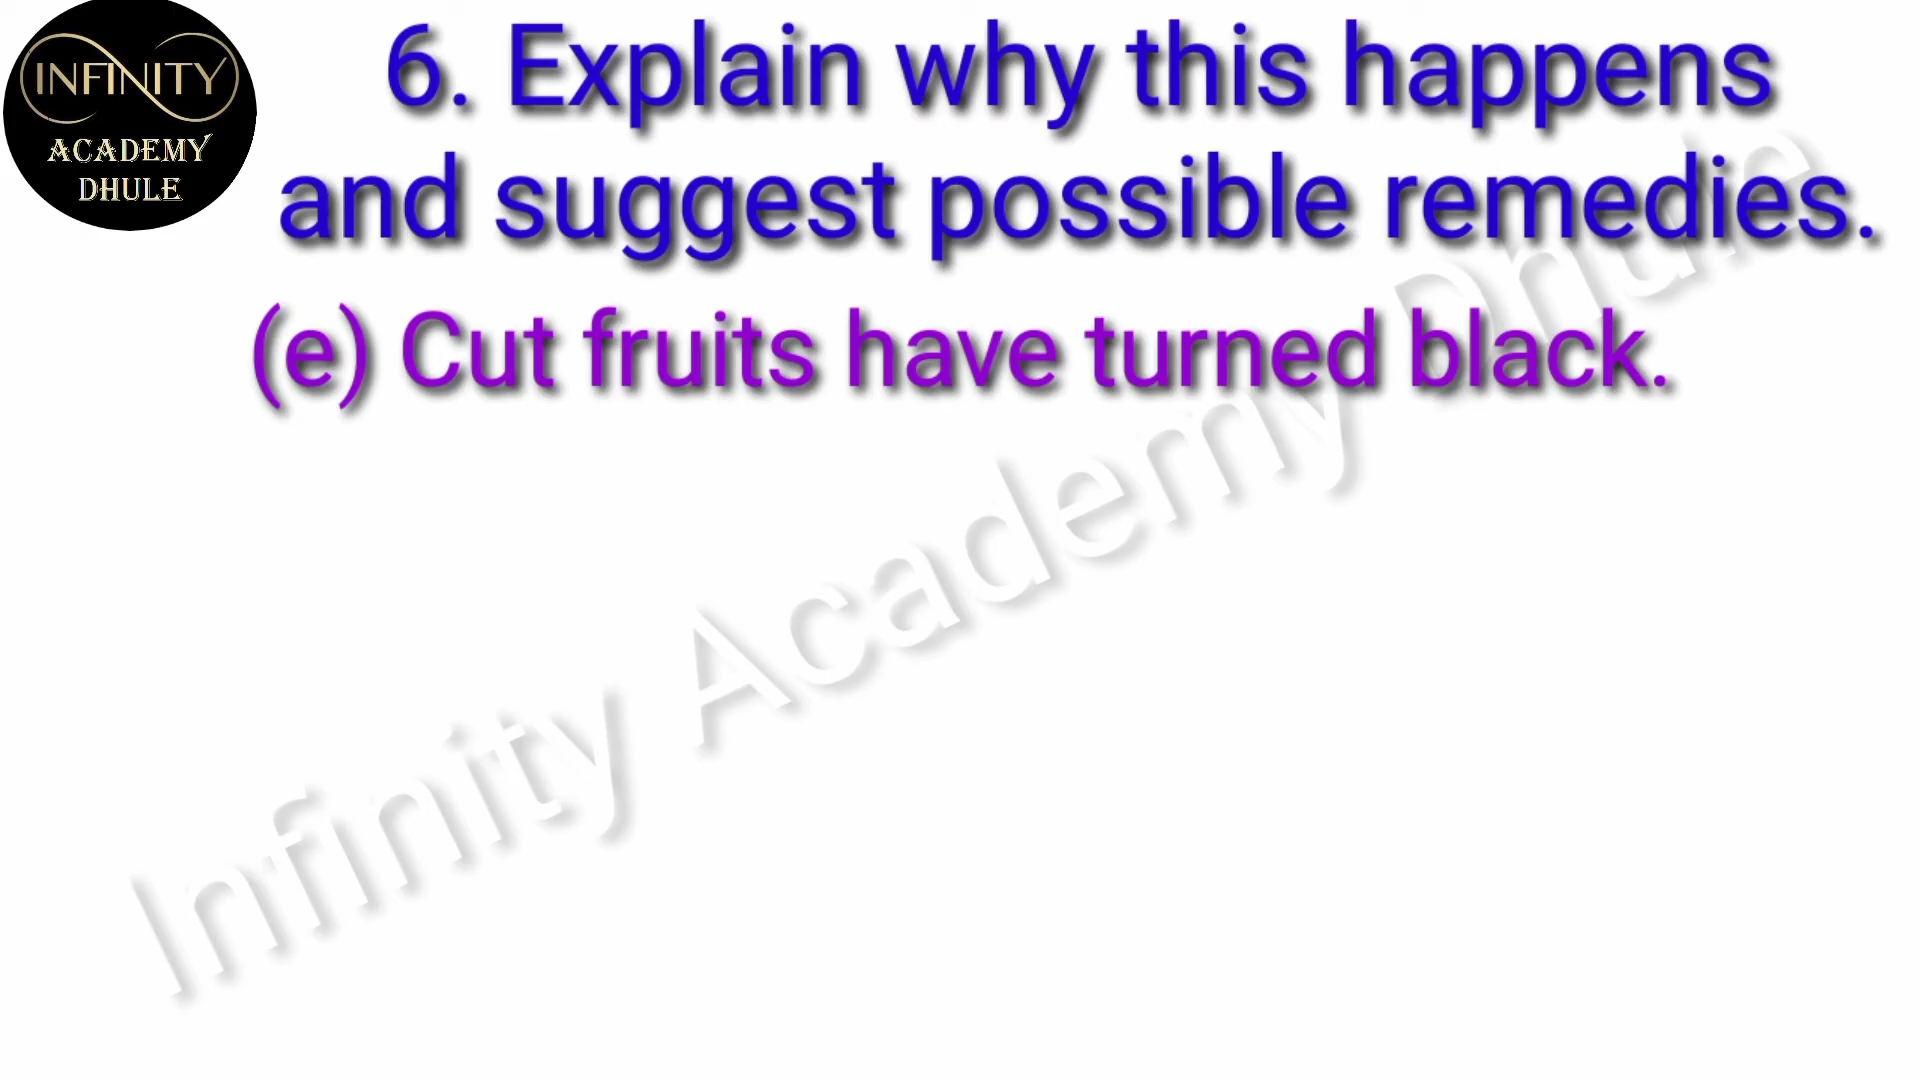 INFINITY
ACADEMY
DHULE
6. Explain why this happens
and suggest possible remedies.
(e) Cut fruits have turned black.
Infinity Academy Dhule